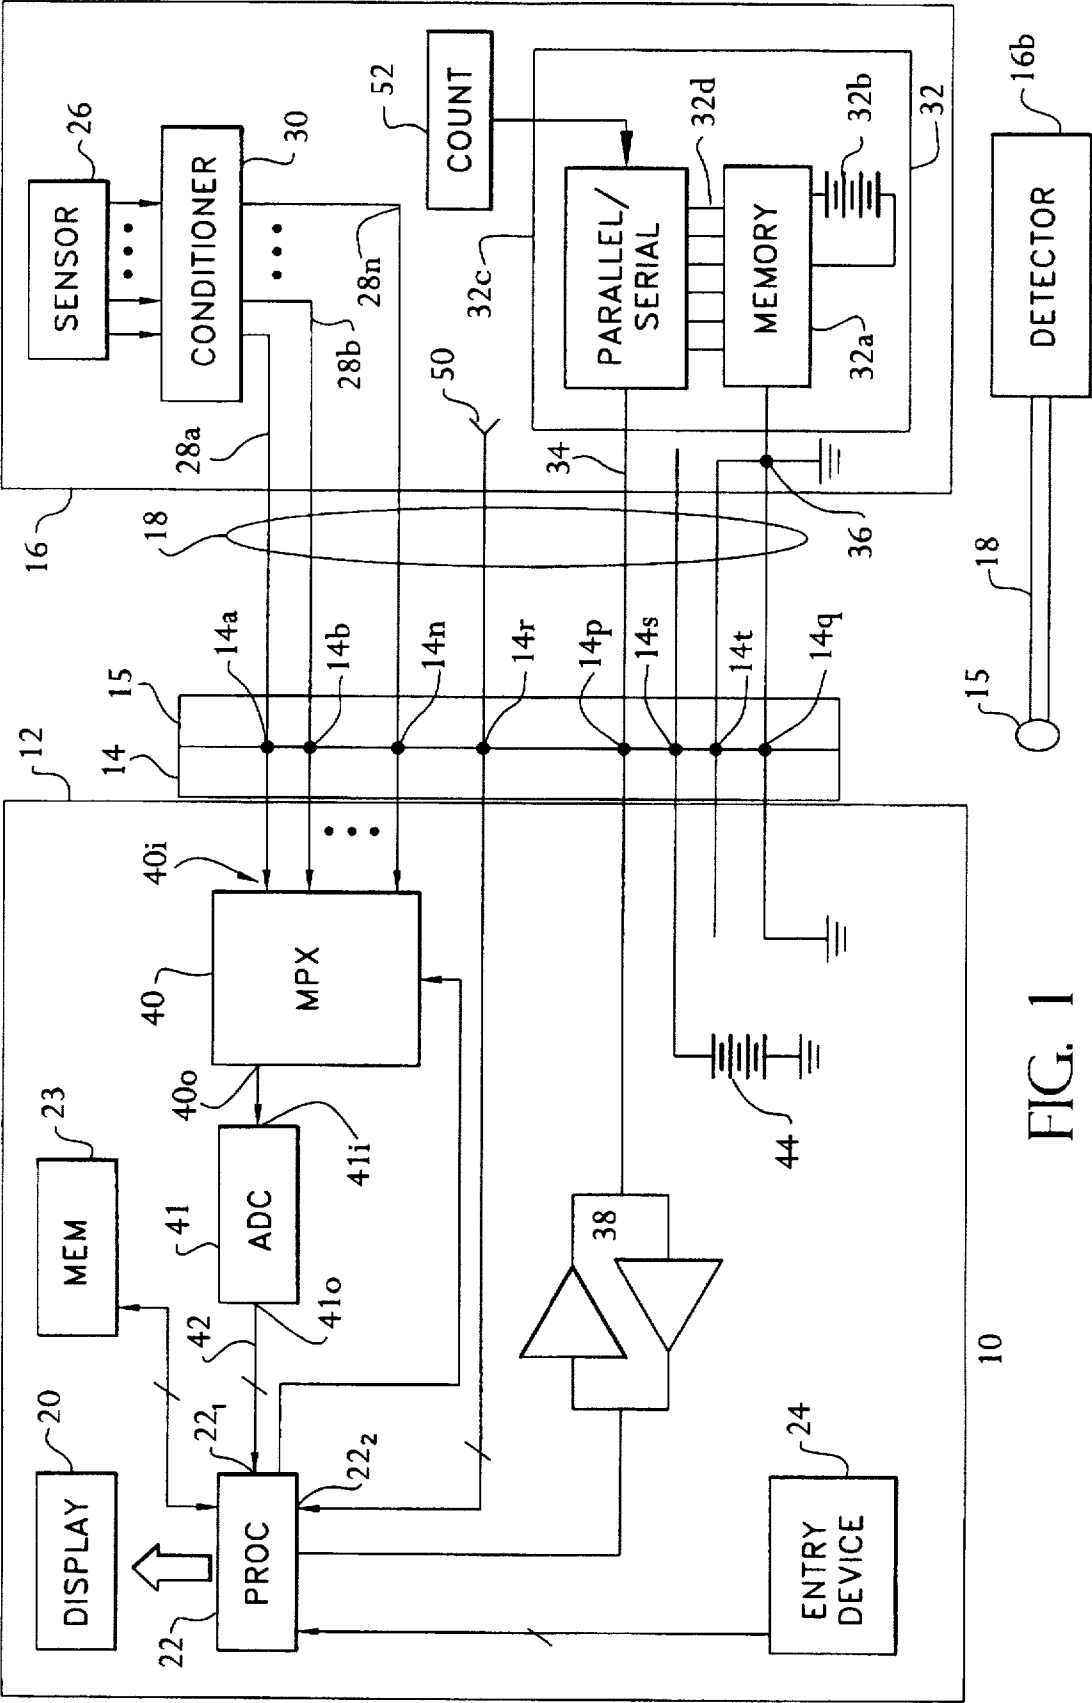 12
10
DISPLAY
20
MEM
23
PROC
22
22₁
22₂
42
ADC
41
41i
41o
MPX
40
40i
40o
38
44
ENTRY
DEVICE
24
14
15
14a
14b
14n
14r
14p
14s
14t
14q
16
18
SENSOR
26
CONDITIONER
30
28a
28b
28n
50
COUNT
52
34
36
32c
PARALLEL/
SERIAL
32d
MEMORY
32a
32b
32
15
18
DETECTOR
16b
FIG. 1